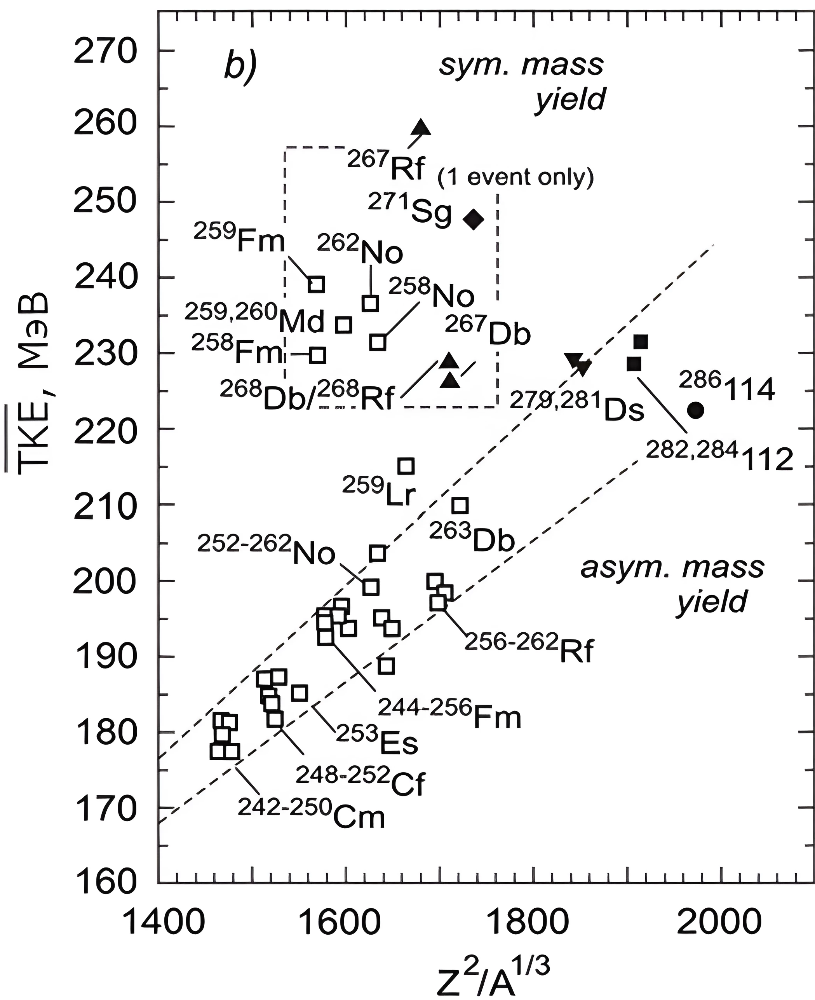 b)
sym. mass
yield
270
260
250
240
230
220
210
200
190
180
170
160
TKE, МэВ
²⁶⁷Rf (1 event only)
²⁷¹Sg
²⁵⁹Fm
²⁶²No
²⁵⁸No
²⁵⁹,²⁶⁰Md
²⁶⁷Db
²⁵⁸Fm
²⁶⁸Db/²⁶⁸Rf
²⁷⁹,²⁸¹Ds
²⁸⁶114
²⁸²,²⁸⁴112
²⁵⁹Lr
²⁶³Db
²⁵²⁻²⁶²No
asym. mass
yield
²⁵⁶⁻²⁶²Rf
²⁴⁴⁻²⁵⁶Fm
²⁵³Es
²⁴⁸⁻²⁵²Cf
²⁴²⁻²⁵⁰Cm
1400 1600 1800 2000
Z²/A¹/³